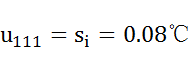 u₁₁₁ = sᵢ = 0.08℃